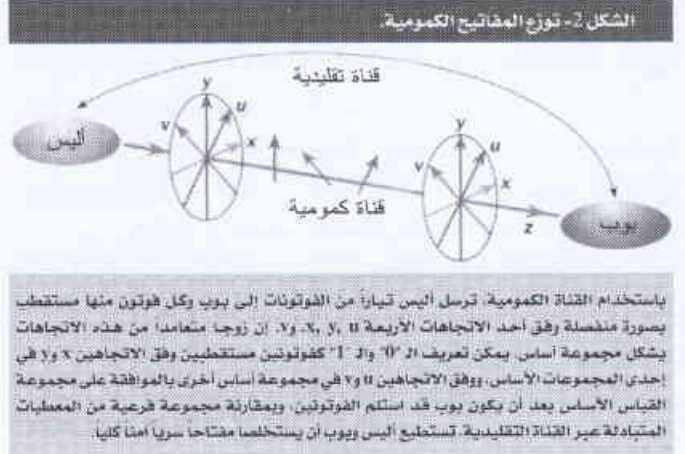 الشكل 2- توزع المفاتيح الكمومية.
قناة تقليدية
أليس
y
u
v
x
y
u
v
x
قناة كمومية
z
بوب
باستخدام القناة الكمومية، ترسل أليس تياراً من الفوتونات إلى بوب وكل فوتون منها مستقطب
بصورة منفصلة وفق أحد الاتجاهات الأربعة x, y, u وv. إن زوجا متعامدا من هذه الاتجاهات
يشكل مجموعة أساس. يمكن تعريف الـ "0" والـ "1" كفوتونين مستقطبين وفق الاتجاهين x وy في
إحدى المجموعات الأساس، ووفق الاتجاهين u وv في مجموعة أساس أخرى بالموافقة على مجموعة
القياس الأساس بعد أن يكون بوب قد استلم الفوتونين، وبمقارنة مجموعة فرعية من المعطيات
المتبادلة عبر القناة التقليدية. تستطيع أليس وبوب أن يستخلصا مفتاحاً سريا آمنا كليا.